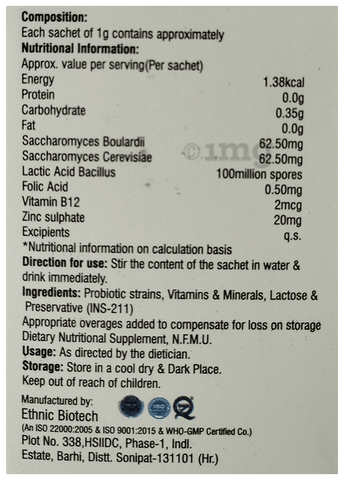 Composition:
Each sachet of 1g contains approximately
Nutritional Information:
Approx. value per serving(Per sachet)
Energy 1.38kcal
Protein 0.0g
Carbohydrate 0.35g
Fat 0.0g
Saccharomyces Boulardii 62.50mg
Saccharomyces Cerevisiae 62.50mg
Lactic Acid Bacillus 100million spores
Folic Acid 0.50mg
Vitamin B12 2mcg
Zinc sulphate 20mg
Excipients q.s.
*Nutritional information on calculation basis
Direction for use: Stir the content of the sachet in water &
drink immediately.
Ingredients: Probiotic strains, Vitamins & Minerals, Lactose &
Preservative (INS-211)
Appropriate overages added to compensate for loss on storage
Dietary Nutritional Supplement, N.F.M.U.
Usage: As directed by the dietician.
Storage: Store in a cool dry & Dark Place.
Keep out of reach of children.
Manufactured by:
Ethnic Biotech
(An ISO 22000:2005 & ISO 9001:2015 & WHO-GMP Certified Co.)
Plot No. 338,HSIIDC, Phase-1, Indl.
Estate, Barhi, Distt. Sonipat-131101 (Hr.)
©1mg
ISO